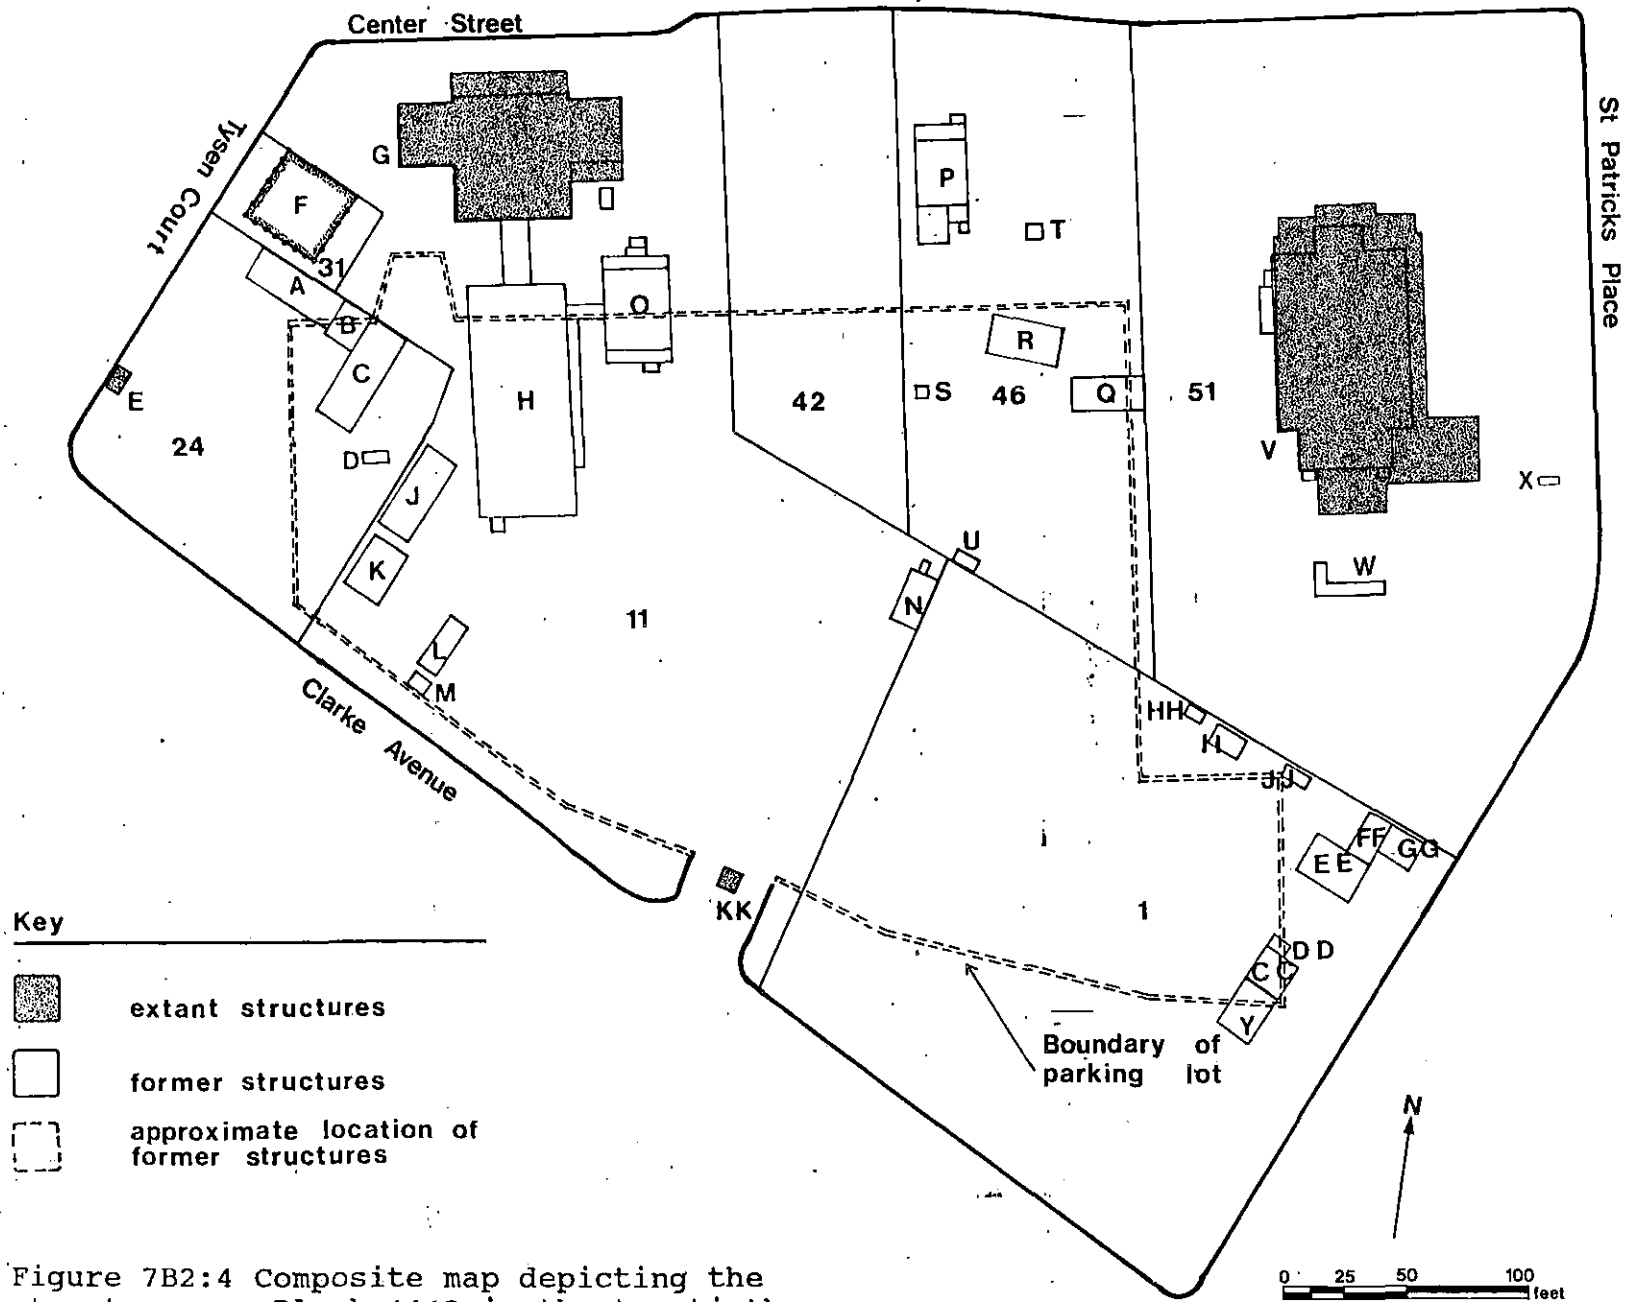 Center Street
Tysen Court
St Patricks Place
G
F
P
T
31
A
B
O
R
C
E
H
42
S
46
Q
51
24
D
J
V
X
K
U
W
N
11
L
M
HH
Clarke Avenue
JJ
FF
GG
EE
KK
1
Key
DD
CC
Y
extant structures
Boundary of
parking lot
former structures
N
approximate location of
former structures
Figure 7B2:4 Composite map depicting the
0 25 50 100
feet